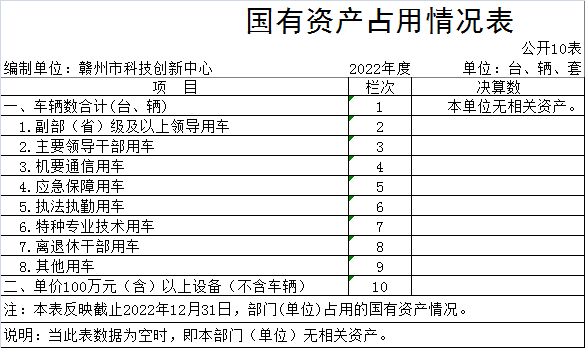 国有资产占用情况表
公开10表
编制单位：赣州市科技创新中心 2022年度 单位：台、辆、套
项 目 栏次 决算数
一、车辆数合计(台、辆) 1 本单位无相关资产。
1.副部（省）级及以上领导用车 2
2.主要领导干部用车 3
3.机要通信用车 4
4.应急保障用车 5
5.执法执勤用车 6
6.特种专业技术用车 7
7.离退休干部用车 8
8.其他用车 9
二、单价100万元（含）以上设备（不含车辆） 10
注：本表反映截止2022年12月31日，部门(单位)占用的国有资产情况。
说明：当此表数据为空时，即本部门（单位）无相关资产。